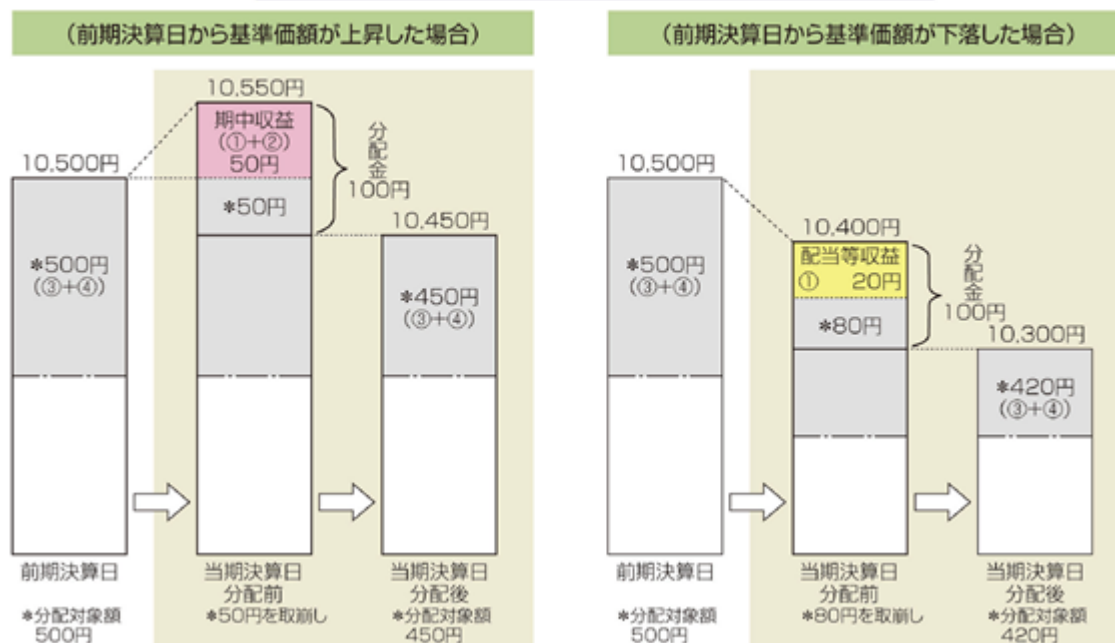 (前期決算日から基準価額が上昇した場合)
10,550円
期中収益
(①+②)
50円
*50円
分配金
100円
10,500円
*500円
(③+④)
10,450円
*450円
(③+④)
前期決算日
*分配対象額
500円
当期決算日
分配前
*50円を取崩し
当期決算日
分配後
*分配対象額
450円
(前期決算日から基準価額が下落した場合)
10,500円
*500円
(③+④)
10,400円
配当等収益
① 20円
*80円
分配金
100円
10,300円
*420円
(③+④)
前期決算日
*分配対象額
500円
当期決算日
分配前
*80円を取崩し
当期決算日
分配後
*分配対象額
420円